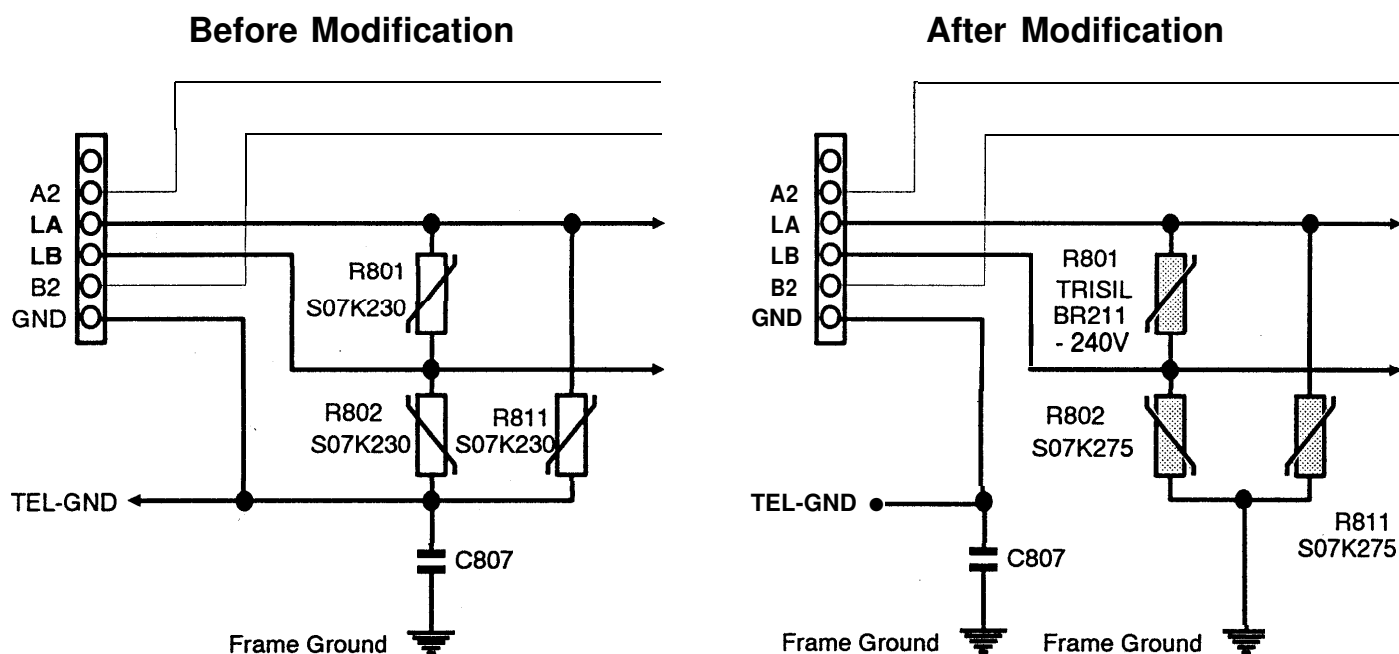 Before Modification
A2
LA
LB
B2
GND
R801
S07K230
R802
S07K230
R811
S07K230
TEL-GND
C807
Frame Ground
After Modification
A2
LA
LB
B2
GND
R801
TRISIL
BR211
- 240V
R802
S07K275
R811
S07K275
TEL-GND
C807
Frame Ground
Frame Ground